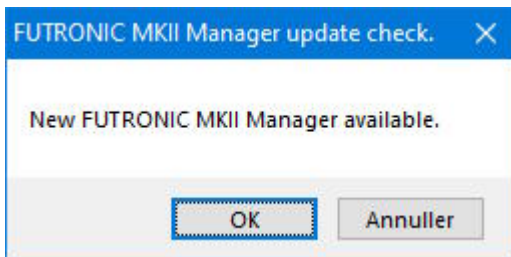 FUTRONIC MKII Manager update check.
New FUTRONIC MKII Manager available.
OK Annuller